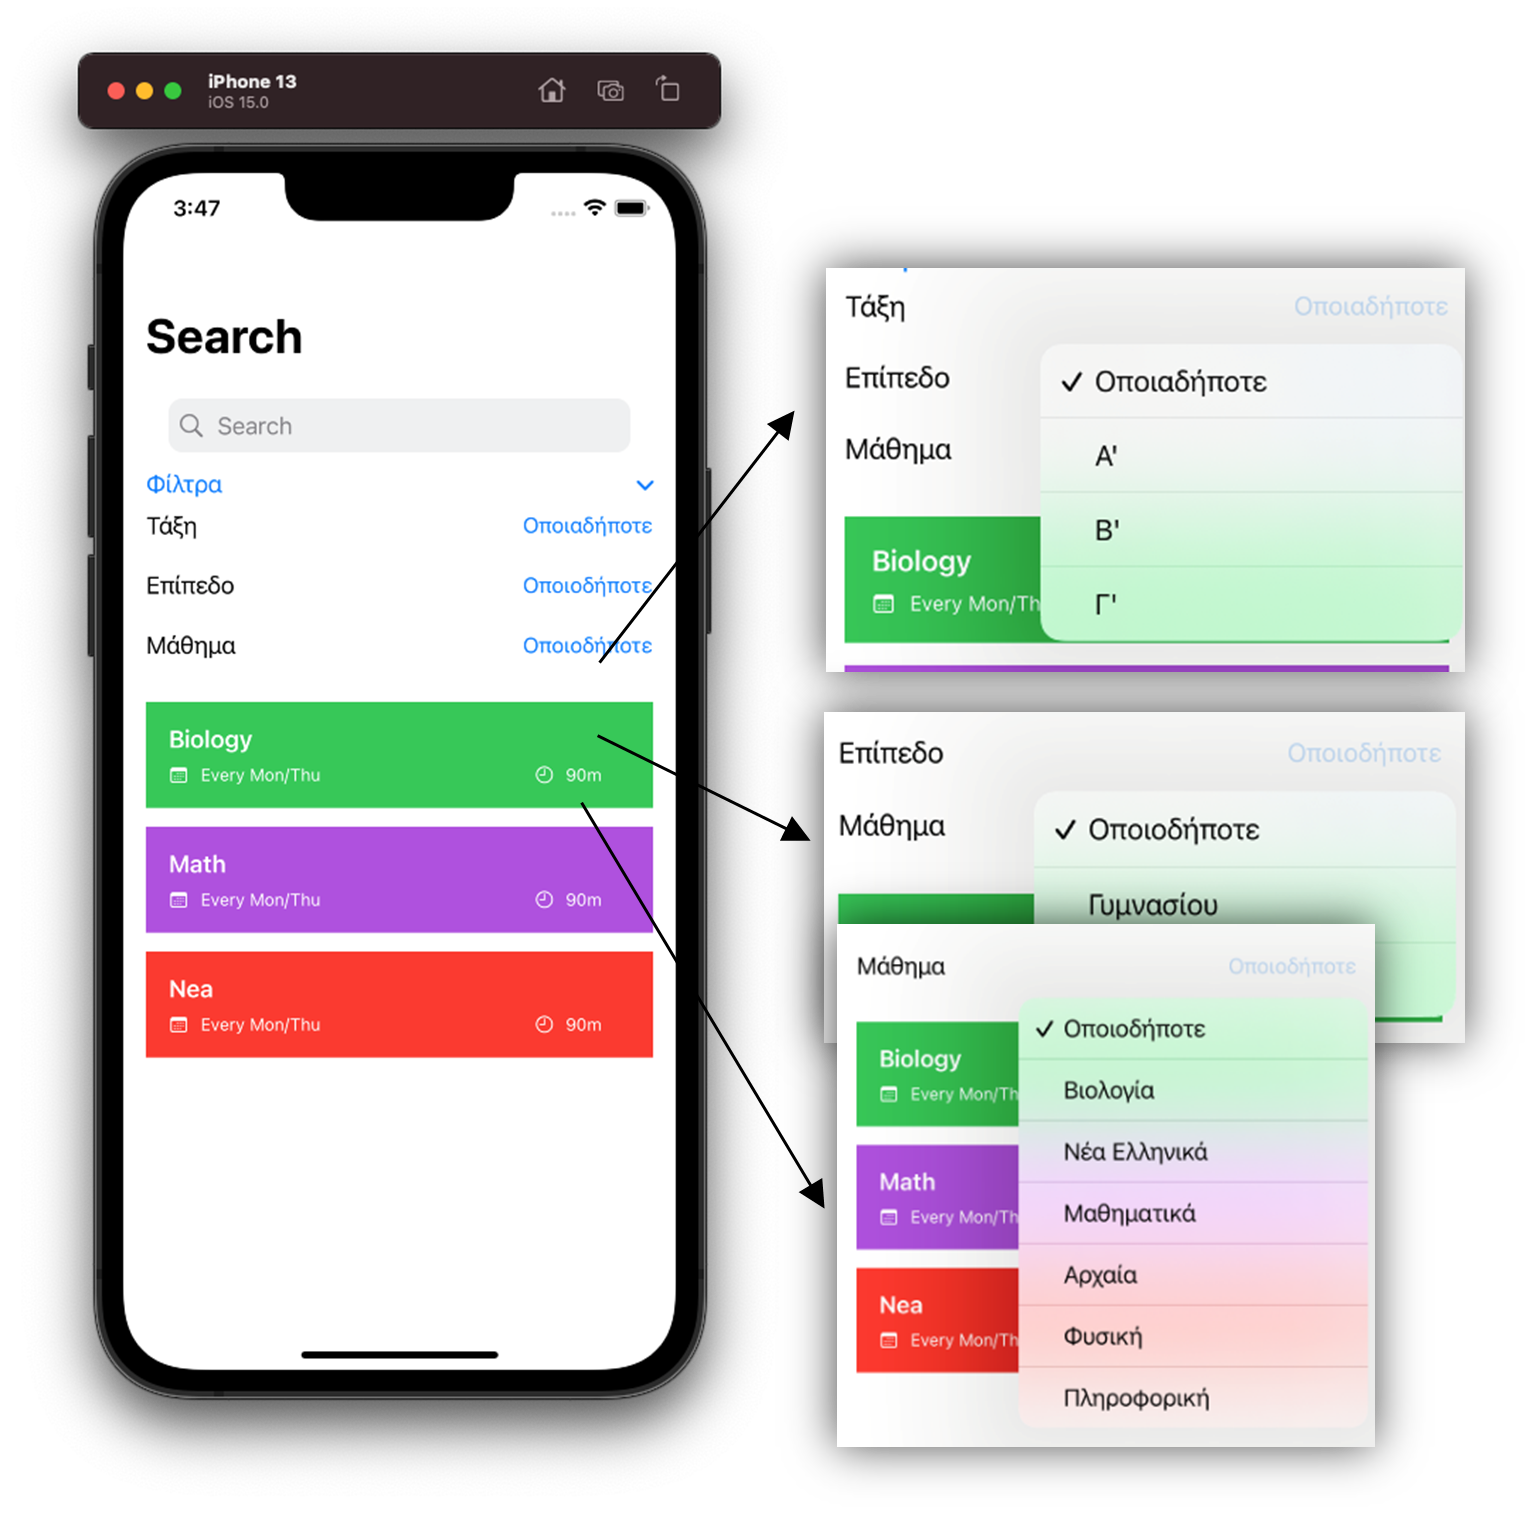 iPhone 13
iOS 15.0
3:47
Search
Search
Φίλτρα
Τάξη Οποιαδήποτε
Επίπεδο Οποιοδήποτε
Μάθημα Οποιοδήποτε
Biology
Every Mon/Thu 90m
Math
Every Mon/Thu 90m
Nea
Every Mon/Thu 90m
Τάξη Οποιαδήποτε
Επίπεδο
✓ Οποιαδήποτε
Μάθημα
Α'
Β'
Γ'
Biology
Every Mon/Th
Επίπεδο Οποιοδήποτε
Μάθημα
✓ Οποιοδήποτε
Γυμνασίου
Μάθημα Οποιοδήποτε
✓ Οποιοδήποτε
Βιολογία
Νέα Ελληνικά
Μαθηματικά
Αρχαία
Φυσική
Πληροφορική
Biology
Every Mon/Th
Math
Every Mon/Th
Nea
Every Mon/Th